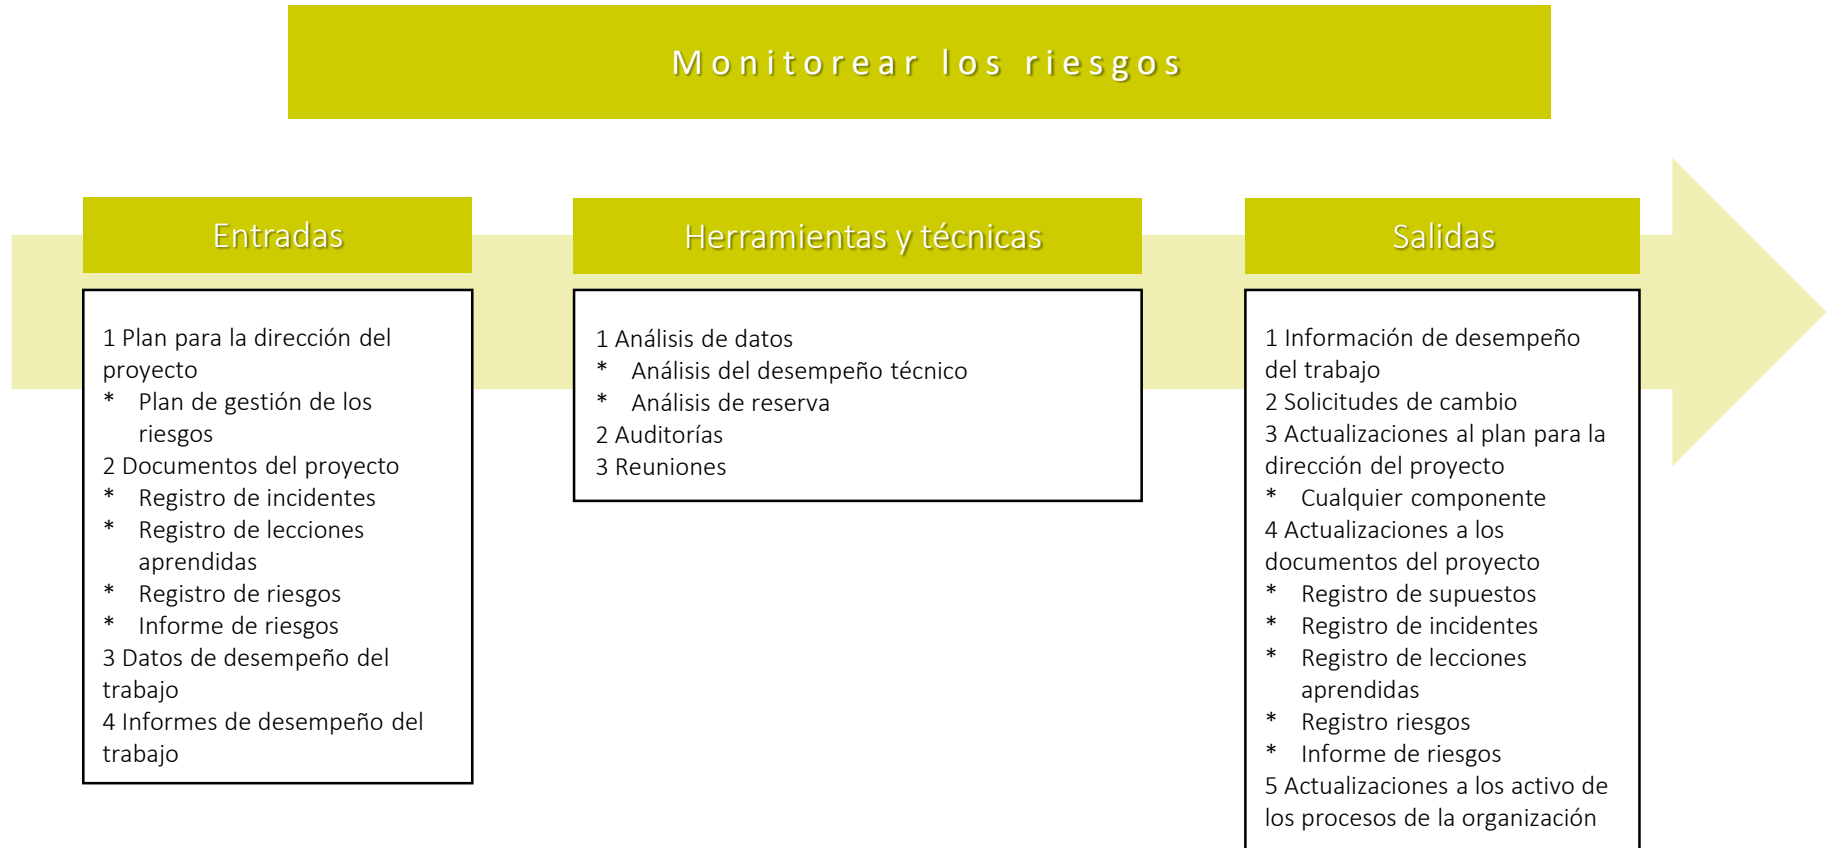 Monitorear los riesgos
Entradas
1 Plan para la dirección del
proyecto
* Plan de gestión de los
riesgos
2 Documentos del proyecto
* Registro de incidentes
* Registro de lecciones
aprendidas
* Registro de riesgos
* Informe de riesgos
3 Datos de desempeño del
trabajo
4 Informes de desempeño del
trabajo
Herramientas y técnicas
1 Análisis de datos
* Análisis del desempeño técnico
* Análisis de reserva
2 Auditorías
3 Reuniones
Salidas
1 Información de desempeño
del trabajo
2 Solicitudes de cambio
3 Actualizaciones al plan para la
dirección del proyecto
* Cualquier componente
4 Actualizaciones a los
documentos del proyecto
* Registro de supuestos
* Registro de incidentes
* Registro de lecciones
aprendidas
* Registro riesgos
* Informe de riesgos
5 Actualizaciones a los activo de
los procesos de la organización